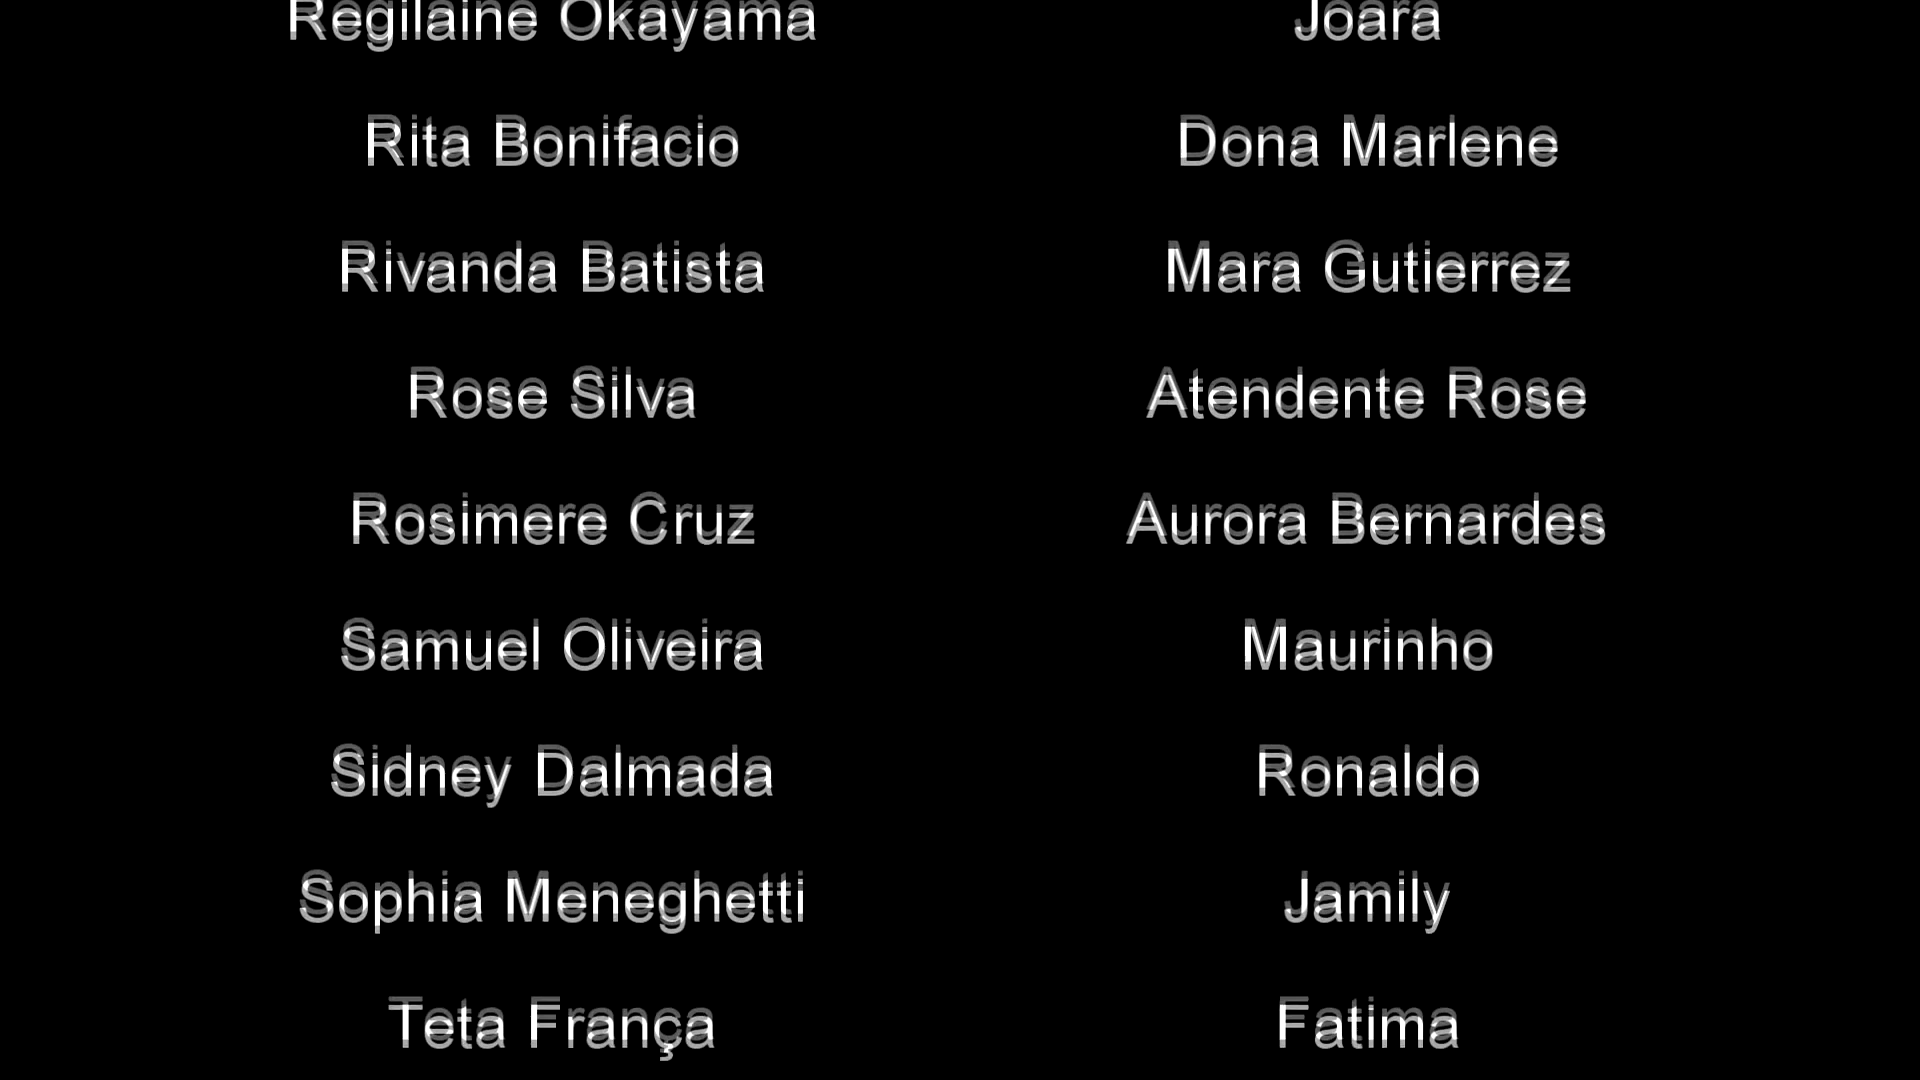 Regilaine Okayama Joara
Rita Bonifacio Dona Marlene
Rivanda Batista Mara Gutierrez
Rose Silva Atendente Rose
Rosimere Cruz Aurora Bernardes
Samuel Oliveira Maurinho
Sidney Dalmada Ronaldo
Sophia Meneghetti Jamily
Teta França Fatima